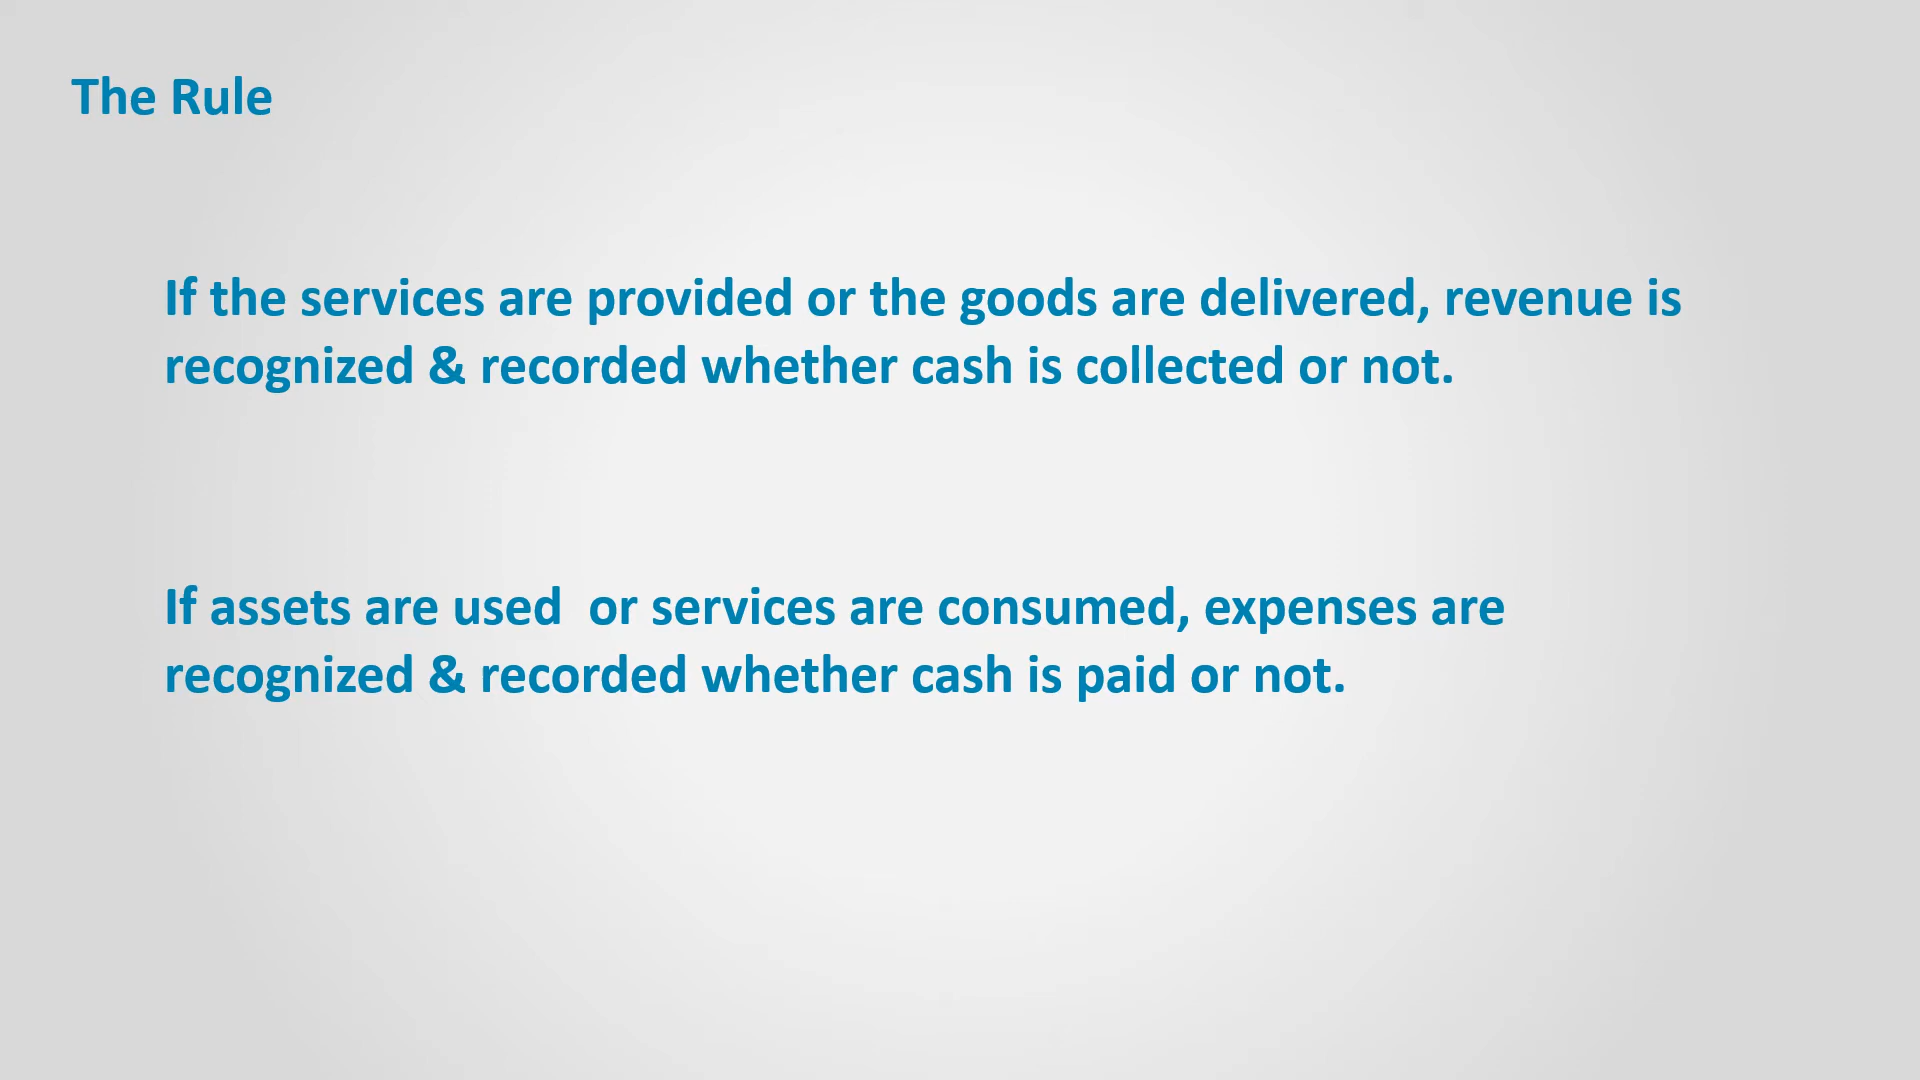 The Rule
If the services are provided or the goods are delivered, revenue is
recognized & recorded whether cash is collected or not.
If assets are used  or services are consumed, expenses are
recognized & recorded whether cash is paid or not.